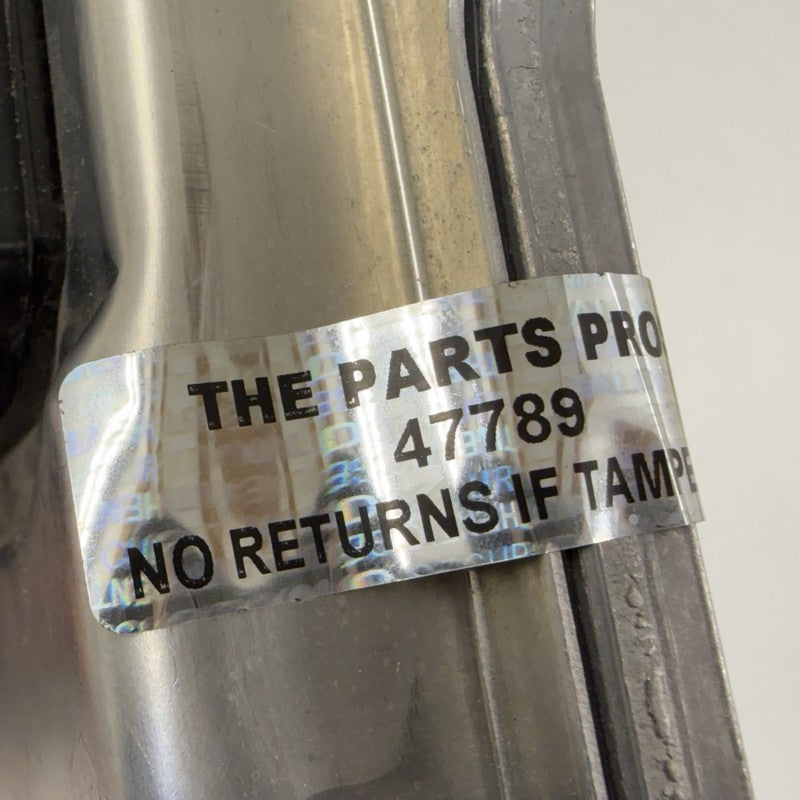 THE PARTS PRO
47789
NO RETURNS IF TAMPE